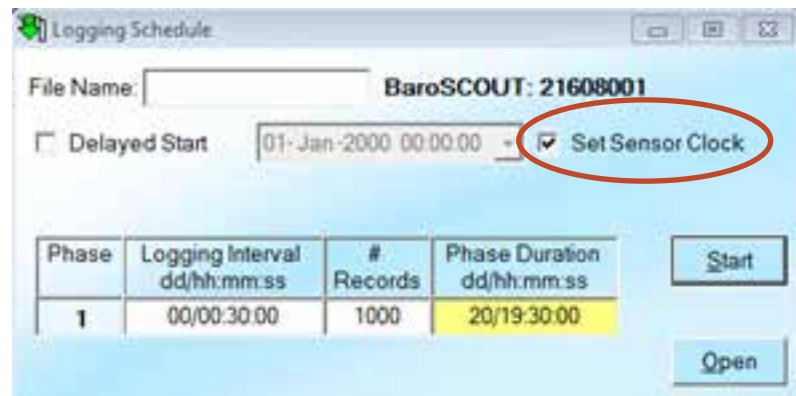 Logging Schedule
File Name: BaroSCOUT: 21608001
Delayed Start 01-Jan-2000 00:00:00 Set Sensor Clock
Phase Logging Interval dd/hh:mm:ss # Records Phase Duration dd/hh:mm:ss Start
1 00/00:30:00 1000 20/19:30:00
Open